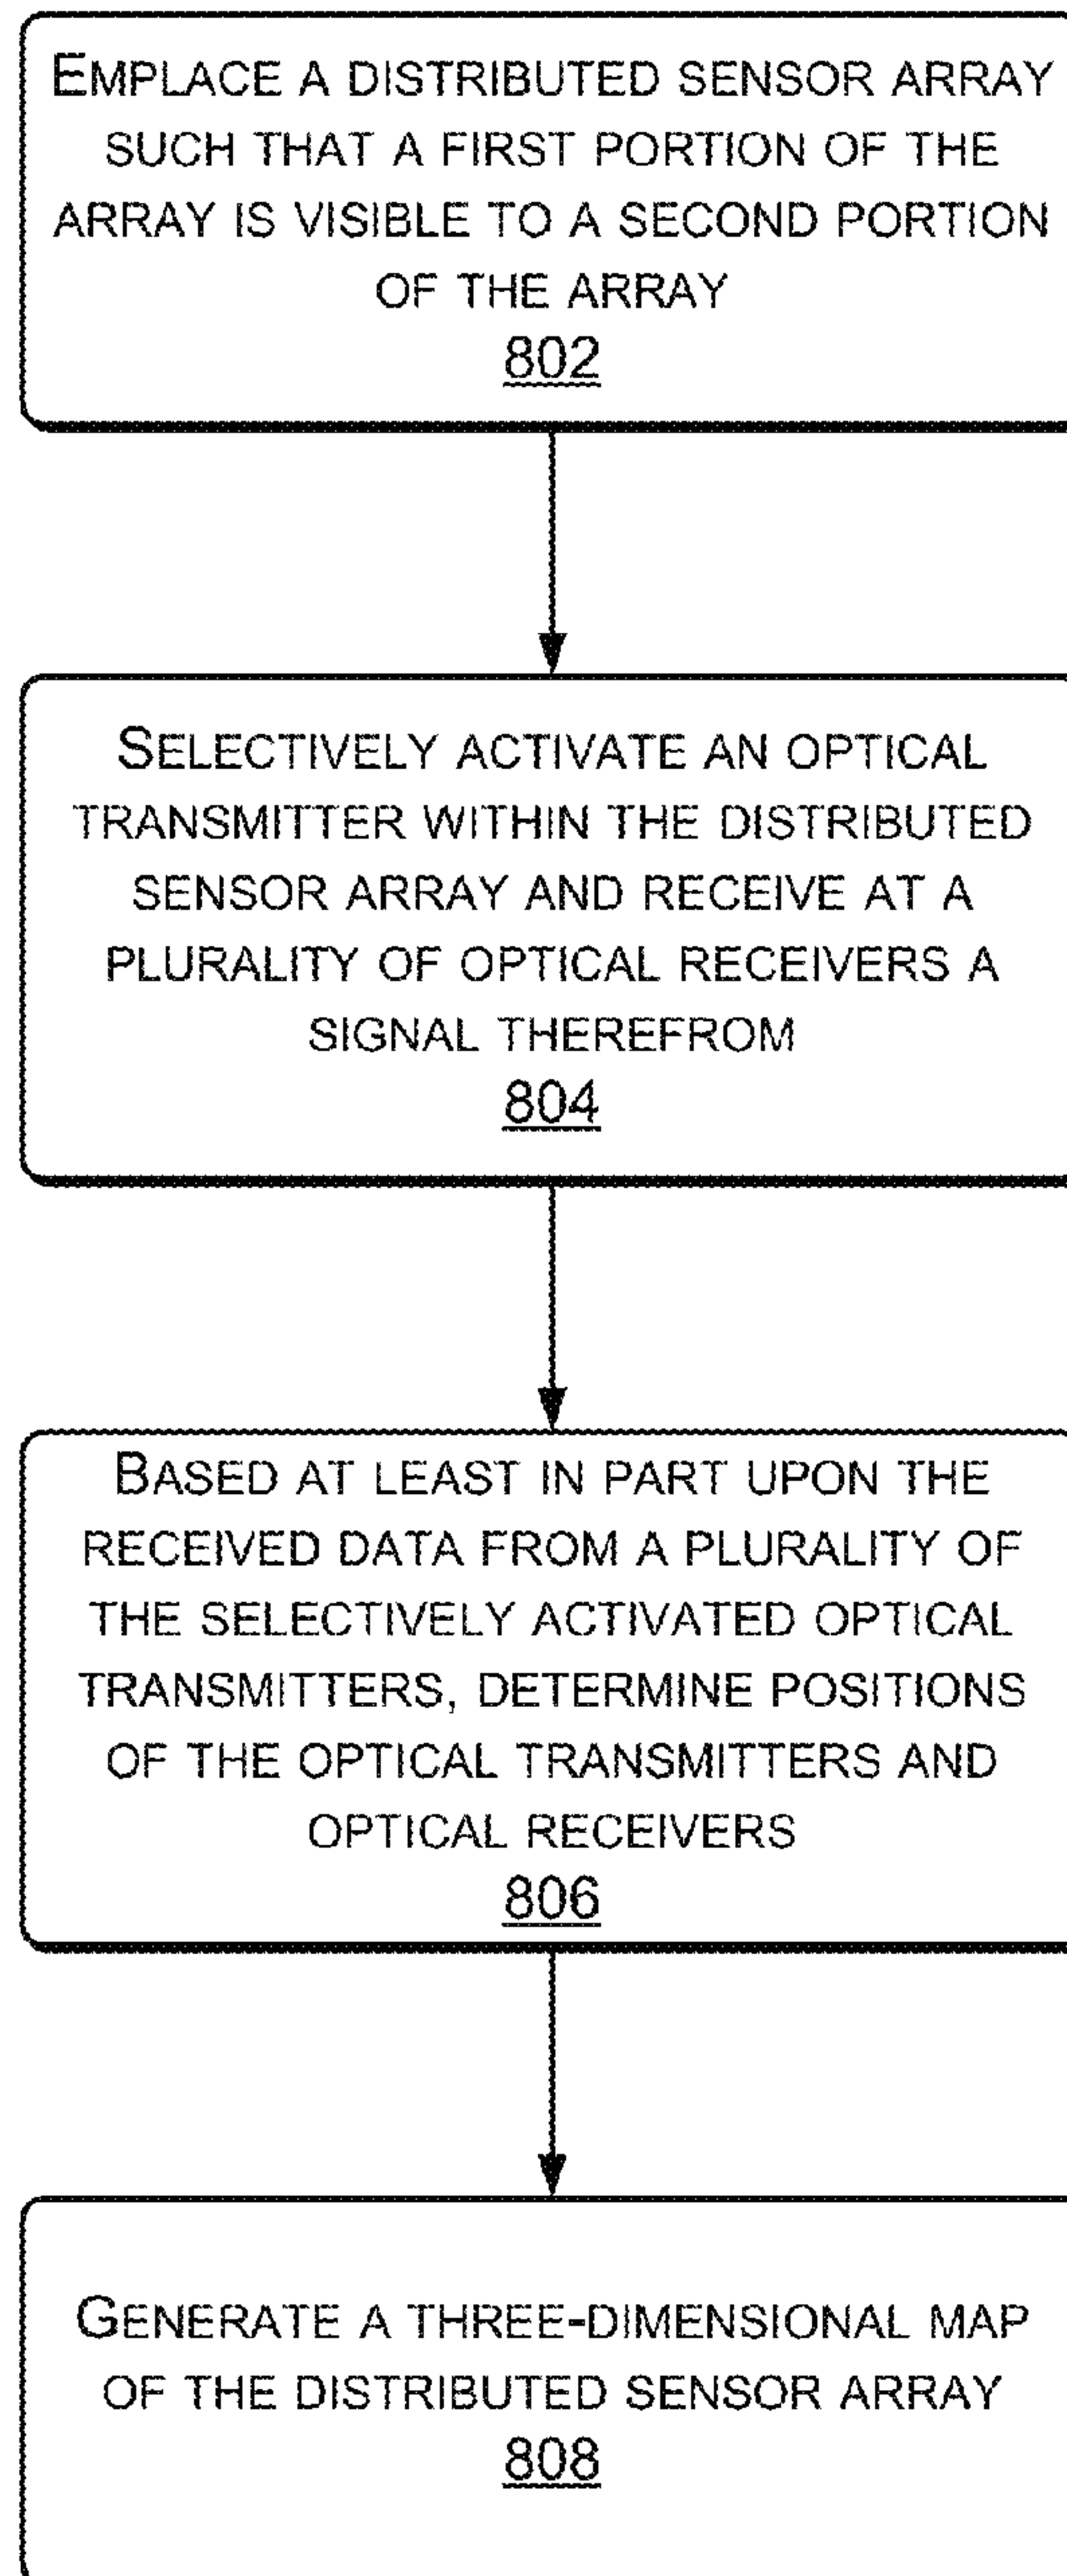 EMPLACE A DISTRIBUTED SENSOR ARRAY
SUCH THAT A FIRST PORTION OF THE
ARRAY IS VISIBLE TO A SECOND PORTION
OF THE ARRAY
802
SELECTIVELY ACTIVATE AN OPTICAL
TRANSMITTER WITHIN THE DISTRIBUTED
SENSOR ARRAY AND RECEIVE AT A
PLURALITY OF OPTICAL RECEIVERS A
SIGNAL THEREFROM
804
BASED AT LEAST IN PART UPON THE
RECEIVED DATA FROM A PLURALITY OF
THE SELECTIVELY ACTIVATED OPTICAL
TRANSMITTERS, DETERMINE POSITIONS
OF THE OPTICAL TRANSMITTERS AND
OPTICAL RECEIVERS
806
GENERATE A THREE-DIMENSIONAL MAP
OF THE DISTRIBUTED SENSOR ARRAY
808